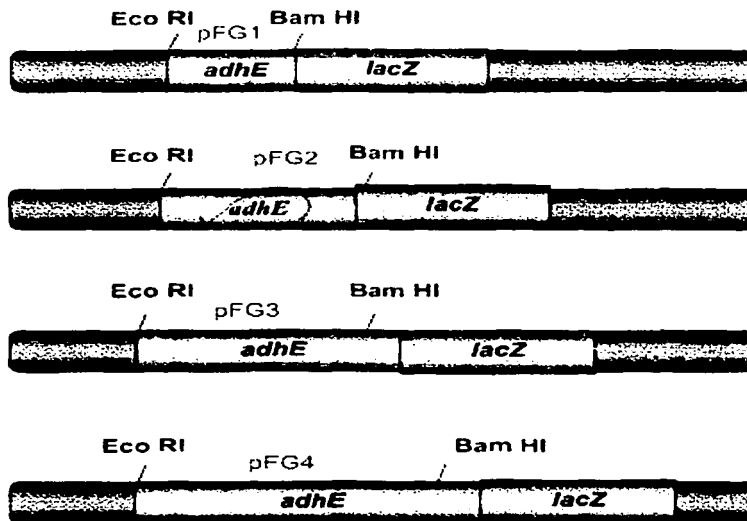 Eco RI pFG1 Bam HI
adhE lacZ
Eco RI pFG2 Bam HI
adhE lacZ
Eco RI pFG3 Bam HI
adhE lacZ
Eco RI pFG4 Bam HI
adhE lacZ